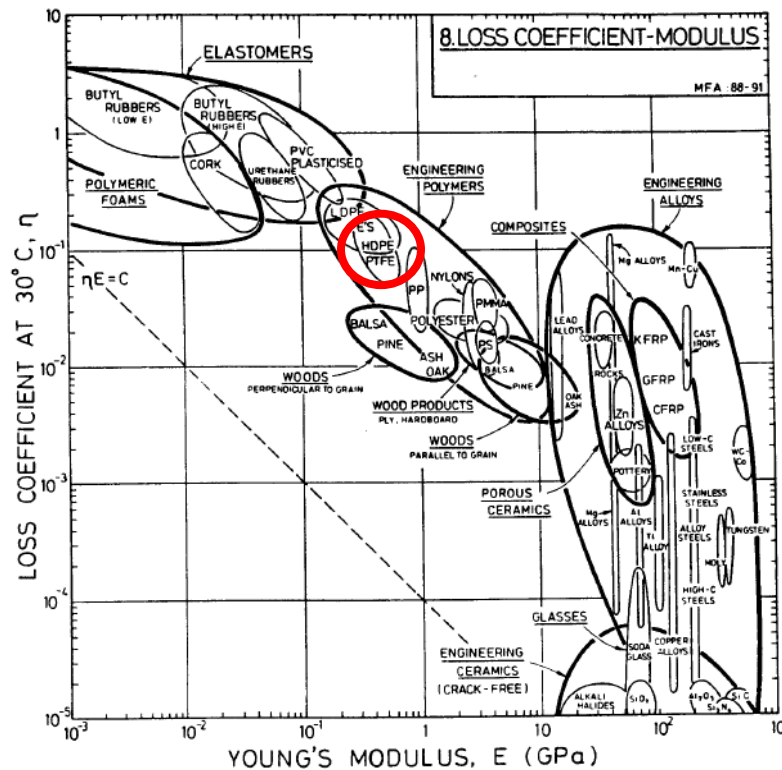 8.LOSS COEFFICIENT-MODULUS
MFA : 88-91
ELASTOMERS
BUTYL
RUBBERS
(LOW E)
BUTYL
RUBBERS
(HIGH E)
PVC
PLASTICISED
CORK
URETHANE
RUBBERS
POLYMERIC
FOAMS
ENGINEERING
POLYMERS
ENGINEERING
ALLOYS
COMPOSITES
LDPE
E'S
HDPE
PTFE
PP
NYLONS
PMMA
POLYESTER
PS
Mg ALLOYS
Mn-Cu
LEAD
ALLOYS
CONCRETE
ROCKS
KFRP
GFRP
CFRP
CAST
IRONS
ηE=C
BALSA
PINE
ASH
OAK
BALSA
PINE
OAK
ASH
WOODS
PERPENDICULAR TO GRAIN
WOOD PRODUCTS
PLY, HARDBOARD
WOODS
PARALLEL TO GRAIN
Zn
ALLOYS
POTTERY
LOW-C
STEELS
WC-
Co
POROUS
CERAMICS
Mg
ALLOYS
Al
ALLOYS
Ti
ALLOY
STAINLESS
STEELS
ALLOY
STEELS
TUNGSTEN
MOLY
HIGH-C
STEELS
GLASSES
SODA
GLASS
COPPER
ALLOYS
ENGINEERING
CERAMICS
(CRACK-FREE)
ALKALI
HALIDES
SiO₂
Al₂O₃
Si₃N₄
SiC
LOSS COEFFICIENT AT 30°C, η
10
1
10⁻¹
10⁻²
10⁻³
10⁻⁴
10⁻⁵
10⁻³
10⁻²
10⁻¹
1
10
10²
10³
YOUNG'S MODULUS, E (GPa)